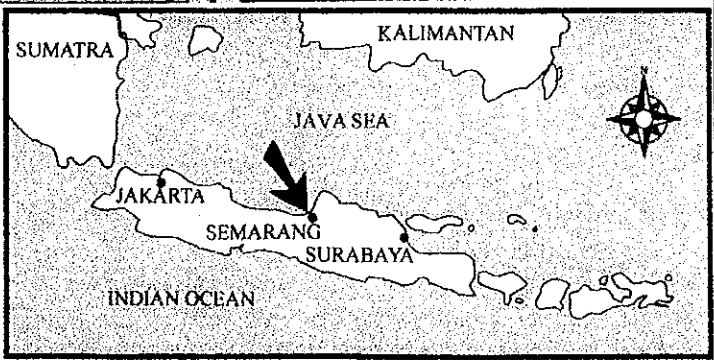 SUMATRA
KALIMANTAN
N
JAVA SEA
JAKARTA
SEMARANG
SURABAYA
INDIAN OCEAN